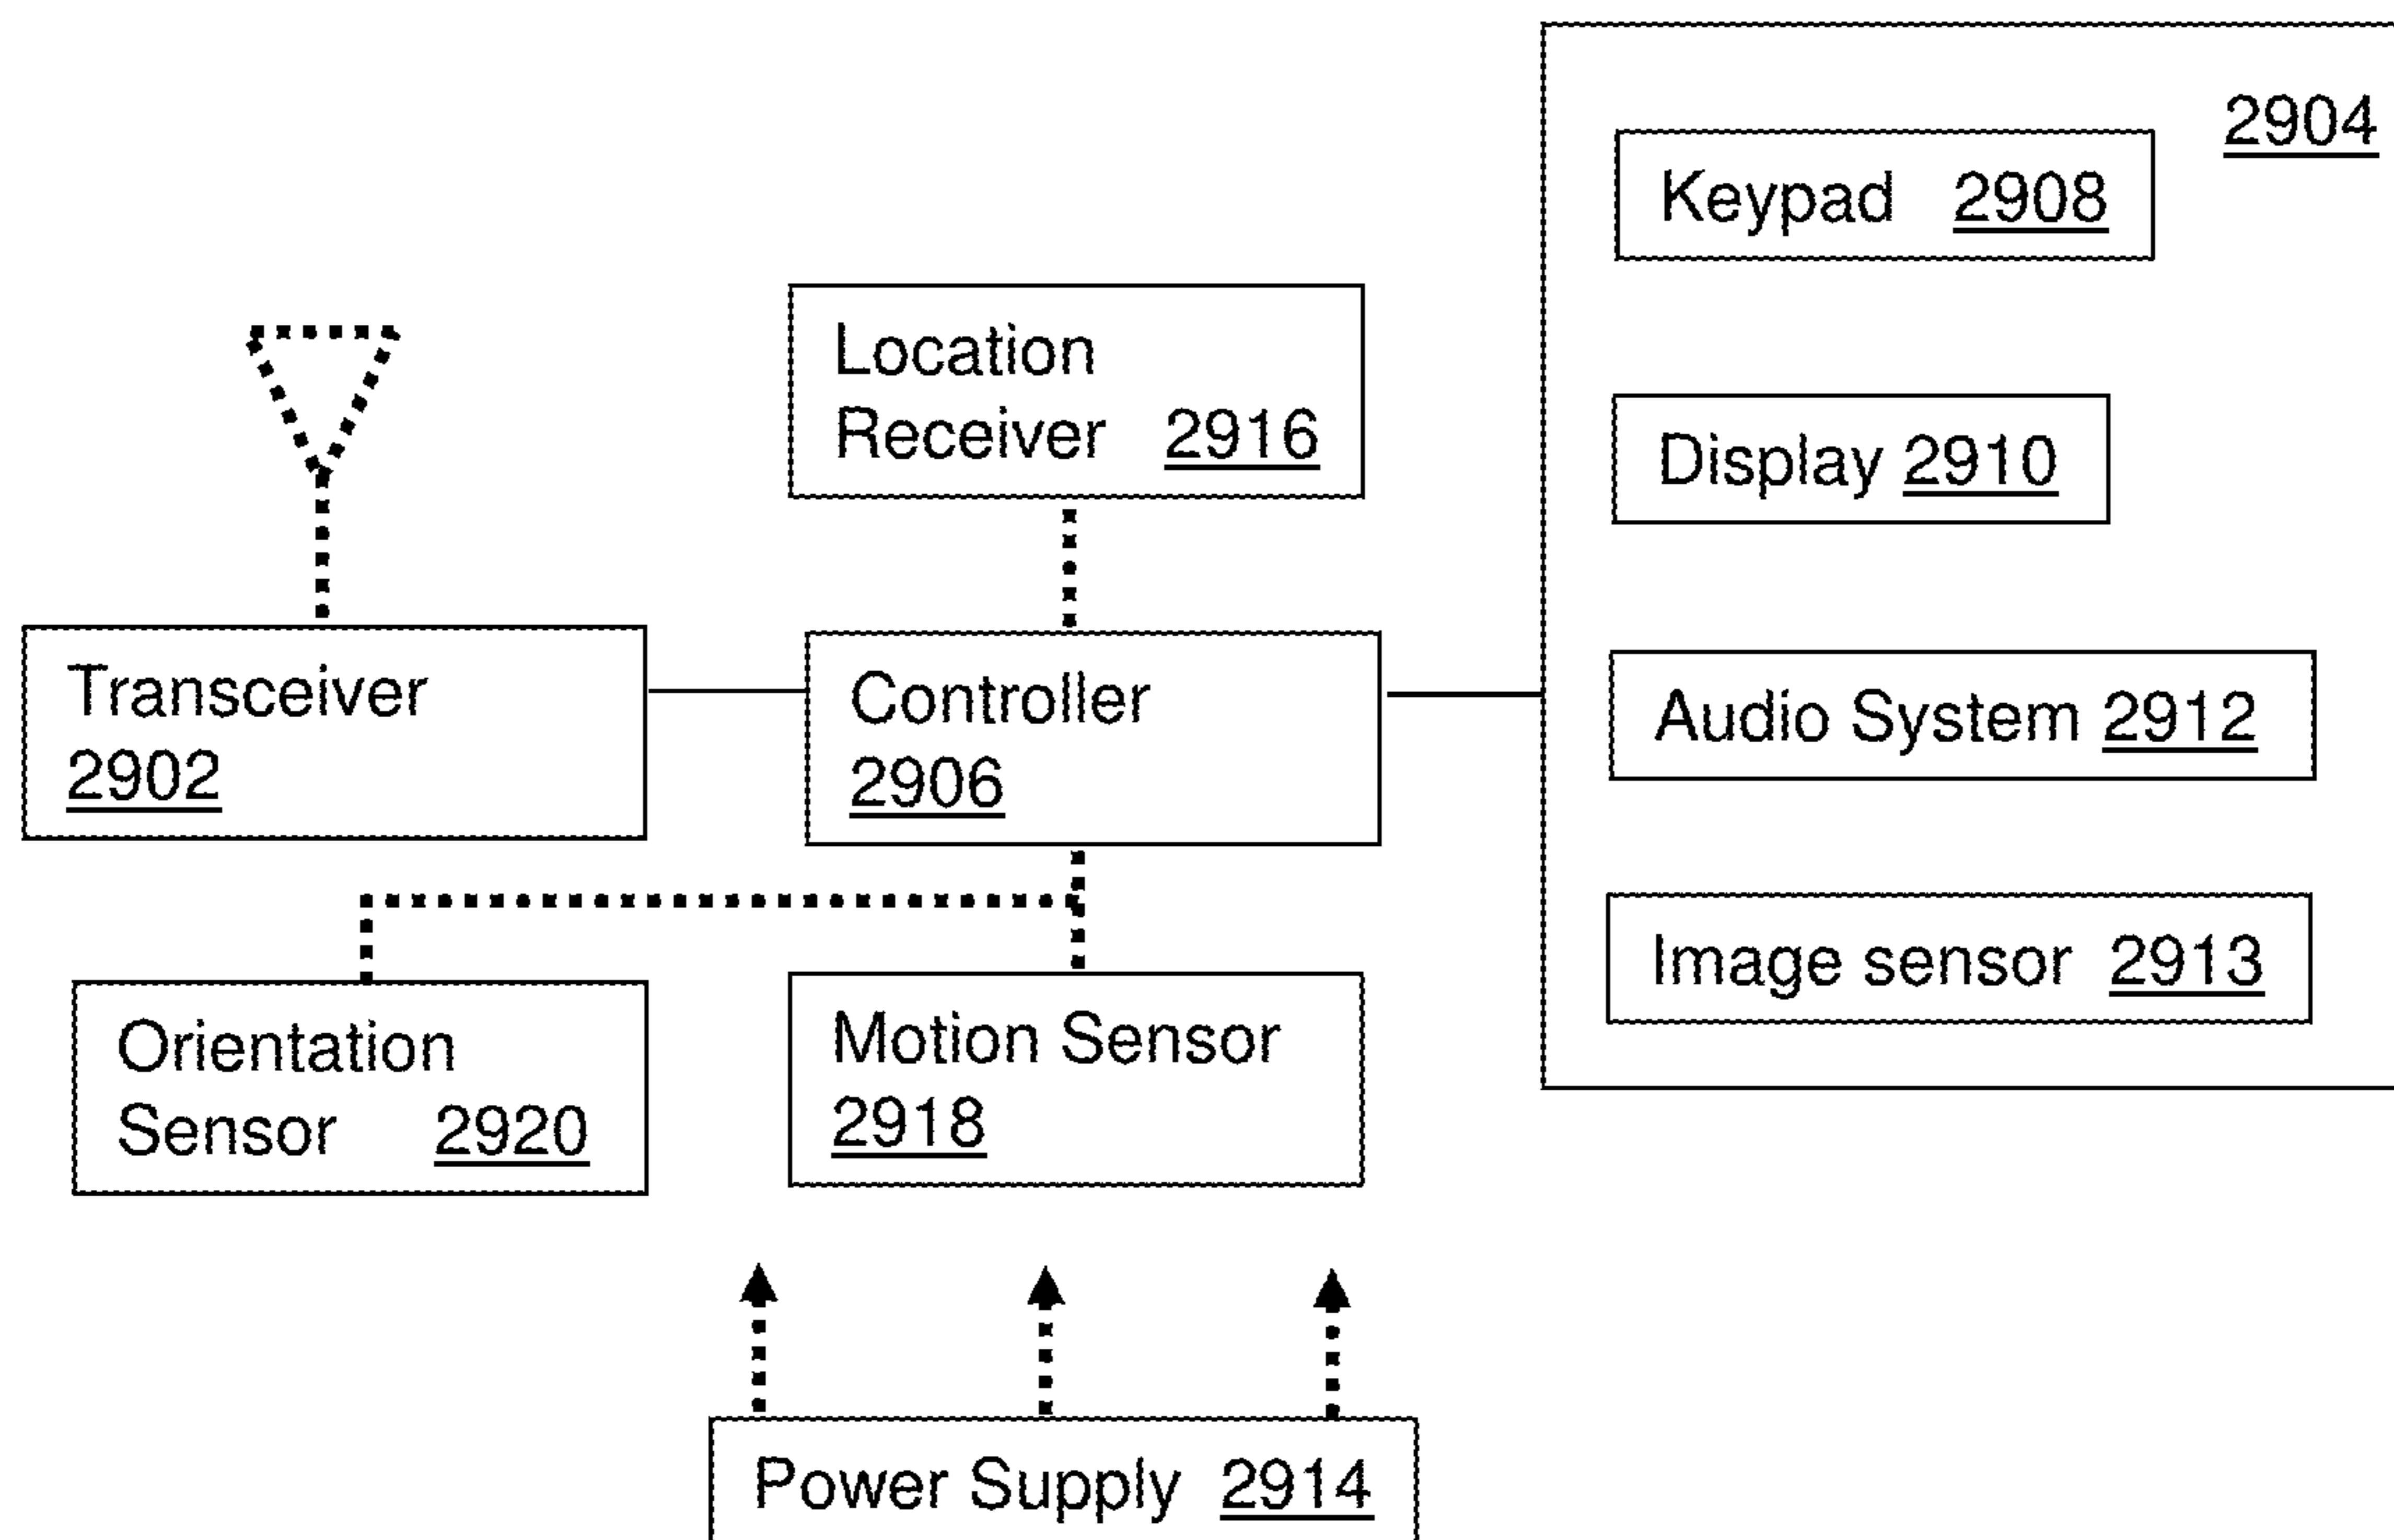 2904
Keypad 2908
Location
Receiver 2916
Display 2910
Transceiver
2902
Controller
2906
Audio System 2912
Image sensor 2913
Orientation
Sensor 2920
Motion Sensor
2918
Power Supply 2914